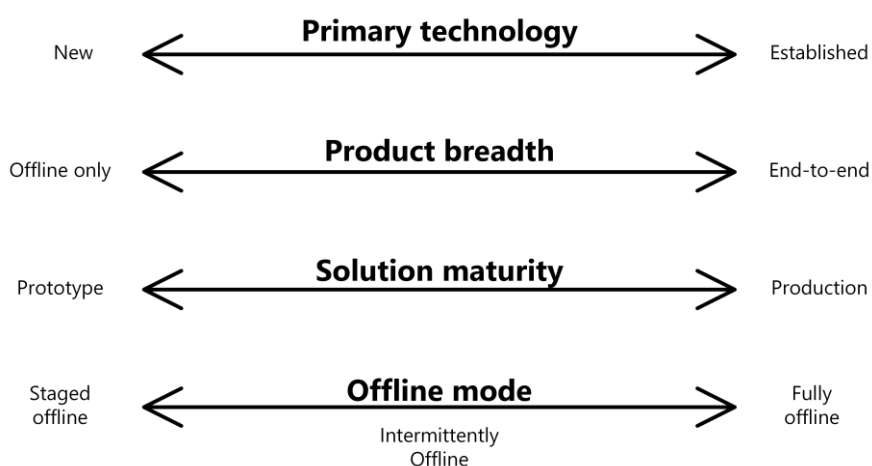 Primary technology
New
Established
Product breadth
Offline only
End-to-end
Solution maturity
Prototype
Production
Offline mode
Staged
offline
Fully
offline
Intermittently
Offline